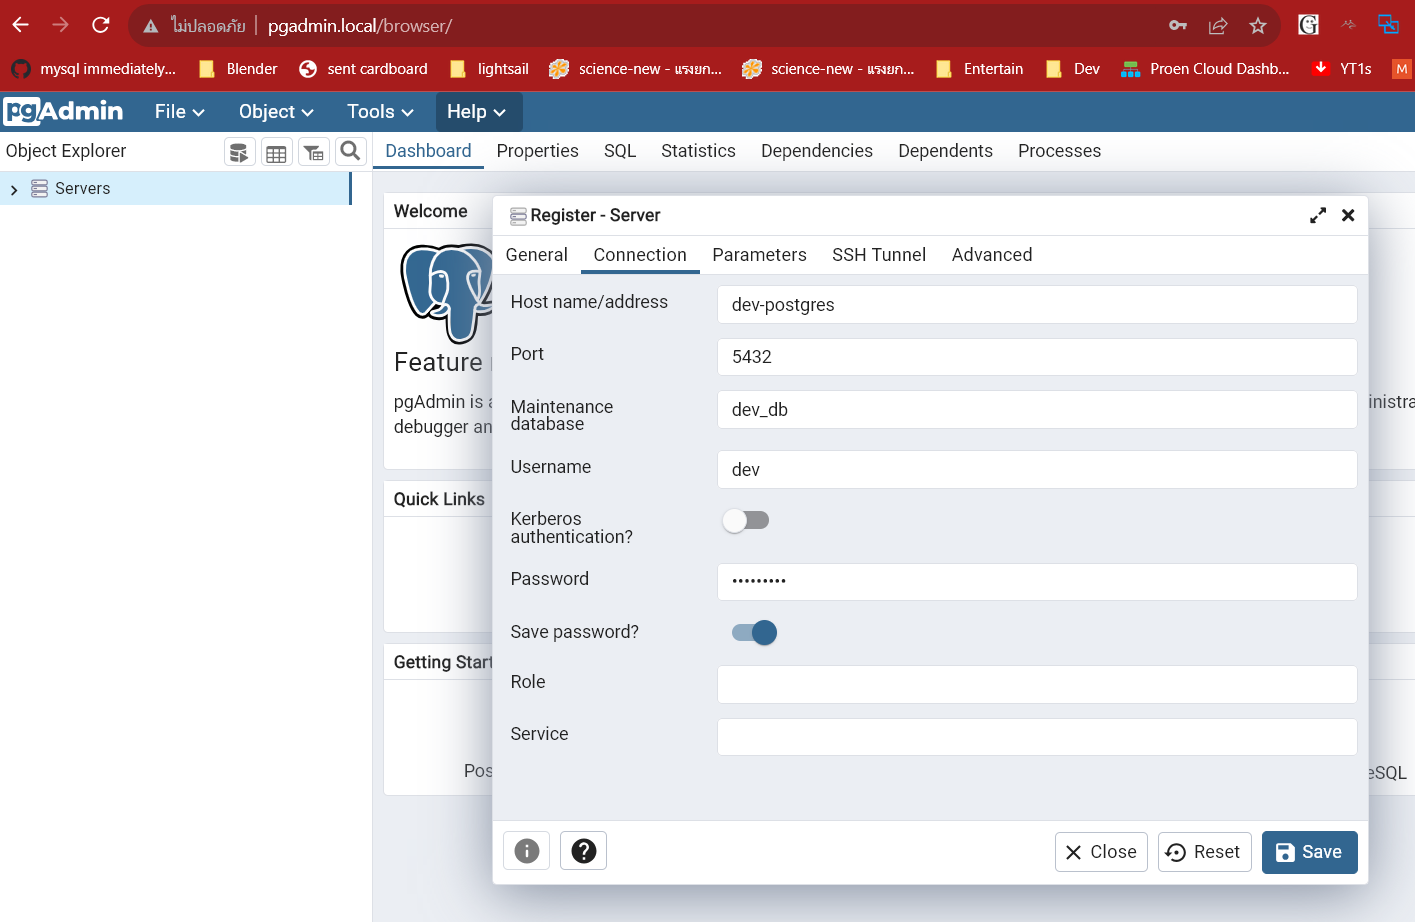 ไม่ปลอดภัย pgadmin.local/browser/
mysql immediately... Blender sent cardboard lightsail science-new - แรงยก... science-new - แรงยก... Entertain Dev Proen Cloud Dashb... YT1s M
pgAdmin File Object Tools Help
Object Explorer Dashboard Properties SQL Statistics Dependencies Dependents Processes
Servers
Welcome
Register - Server
General Connection Parameters SSH Tunnel Advanced
Host name/address dev-postgres
Port 5432
Feature
pgAdmin is
debugger
Maintenance
database
dev_db
Username dev
Quick Links
Kerberos
authentication?
Password •••••••••
Save password?
Getting Start
Role
Service
Close Reset Save